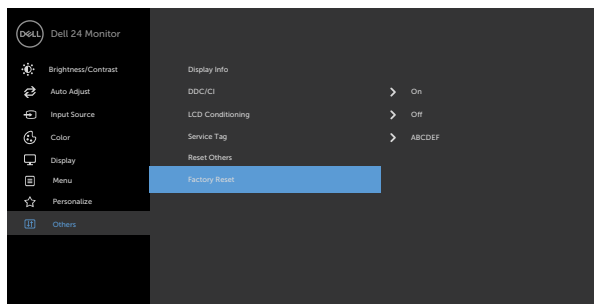 DELL Dell 24 Monitor
Brightness/Contrast
Auto Adjust
Input Source
Color
Display
Menu
Personalize
Others
Display Info
DDC/CI On
LCD Conditioning Off
Service Tag ABCDEF
Reset Others
Factory Reset